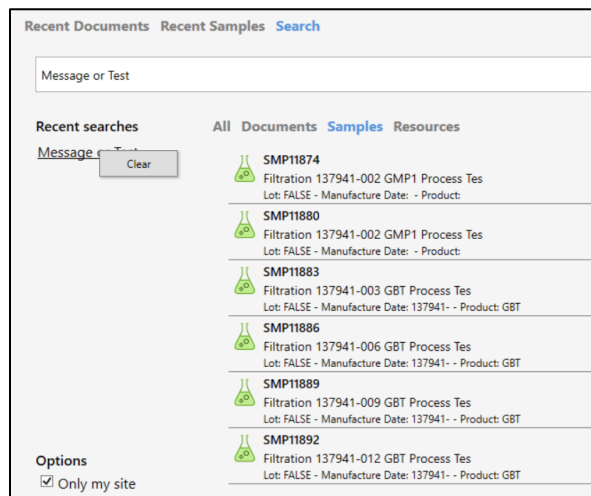 Recent Documents Recent Samples Search
Message or Test
Recent searches
Message
Clear
Options
Only my site
All Documents Samples Resources
SMP11874
Filtration 137941-002 GMP1 Process Tes
Lot: FALSE - Manufacture Date: - Product:
SMP11880
Filtration 137941-002 GMP1 Process Tes
Lot: FALSE - Manufacture Date: - Product:
SMP11883
Filtration 137941-003 GBT Process Tes
Lot: FALSE - Manufacture Date: 137941- - Product: GBT
SMP11886
Filtration 137941-006 GBT Process Tes
Lot: FALSE - Manufacture Date: 137941- - Product: GBT
SMP11889
Filtration 137941-009 GBT Process Tes
Lot: FALSE - Manufacture Date: 137941- - Product: GBT
SMP11892
Filtration 137941-012 GBT Process Tes
Lot: FALSE - Manufacture Date: 137941- - Product: GBT